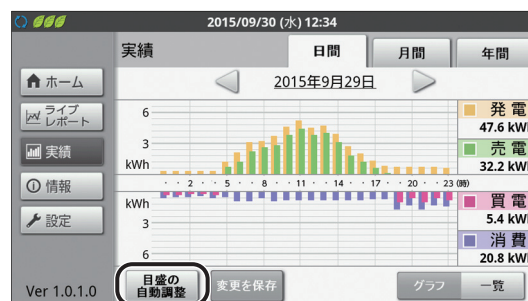 2015/09/30 (水) 12:34
実績
日間
月間
年間
ホーム
ライブ
レポート
実績
情報
設定
Ver 1.0.1.0
2015年9月29日
6
3
kWh
・・2・・5・・8・・11・・14・・17・・20・・23 (時)
kWh
3
6
発電
47.6 kW
売電
32.2 kW
買電
5.4 kW
消費
20.8 kW
目盛の
自動調整
変更を保存
グラフ
一覧